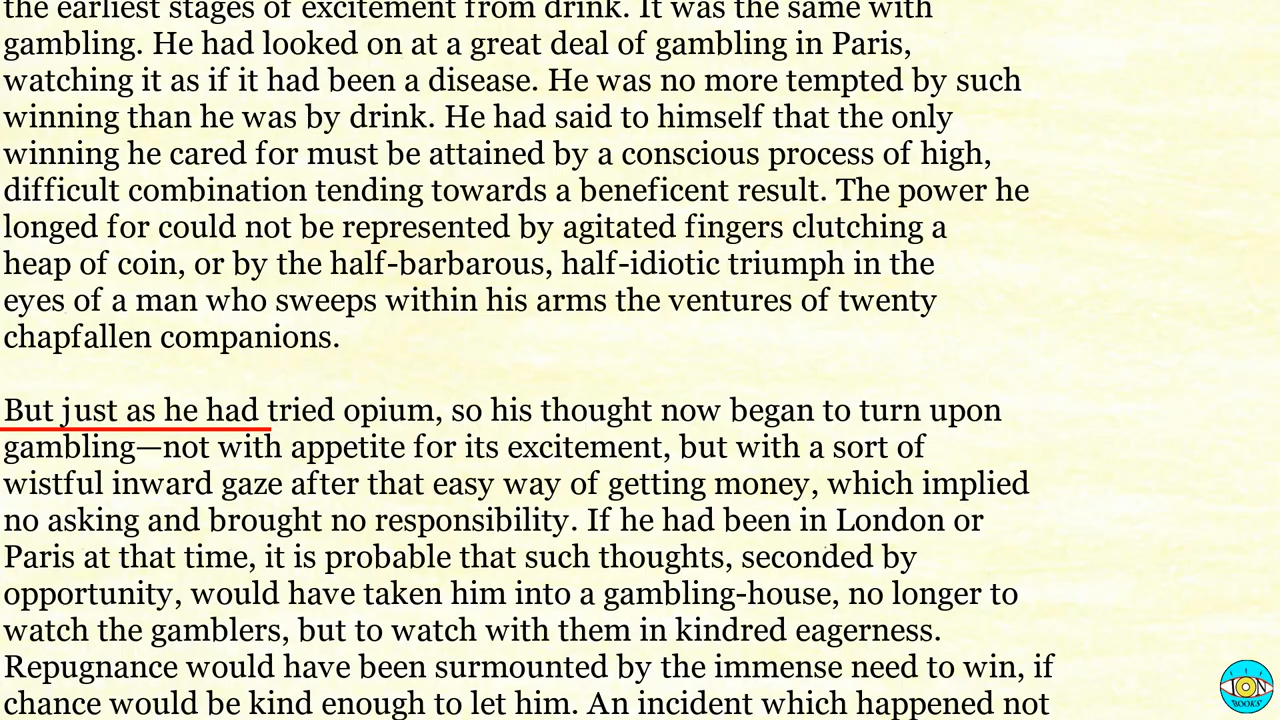 the earliest stages of excitement from drink. It was the same with
gambling. He had looked on at a great deal of gambling in Paris,
watching it as if it had been a disease. He was no more tempted by such
winning than he was by drink. He had said to himself that the only
winning he cared for must be attained by a conscious process of high,
difficult combination tending towards a beneficent result. The power he
longed for could not be represented by agitated fingers clutching a
heap of coin, or by the half-barbarous, half-idiotic triumph in the
eyes of a man who sweeps within his arms the ventures of twenty
chapfallen companions.
But just as he had tried opium, so his thought now began to turn upon
gambling—not with appetite for its excitement, but with a sort of
wistful inward gaze after that easy way of getting money, which implied
no asking and brought no responsibility. If he had been in London or
Paris at that time, it is probable that such thoughts, seconded by
opportunity, would have taken him into a gambling-house, no longer to
watch the gamblers, but to watch with them in kindred eagerness.
Repugnance would have been surmounted by the immense need to win, if
chance would be kind enough to let him. An incident which happened not
ION
BOOKS